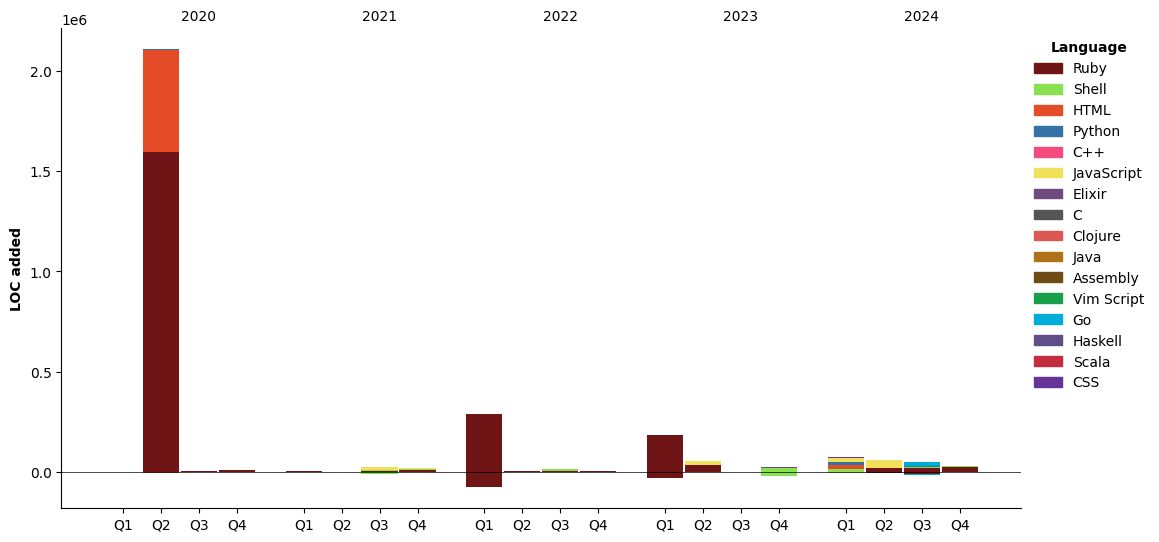 1e6
2020 2021 2022 2023 2024
LOC added
2.0
1.5
1.0
0.5
0.0
Q1 Q2 Q3 Q4 Q1 Q2 Q3 Q4 Q1 Q2 Q3 Q4 Q1 Q2 Q3 Q4 Q1 Q2 Q3 Q4
Language
Ruby
Shell
HTML
Python
C++
JavaScript
Elixir
C
Clojure
Java
Assembly
Vim Script
Go
Haskell
Scala
CSS